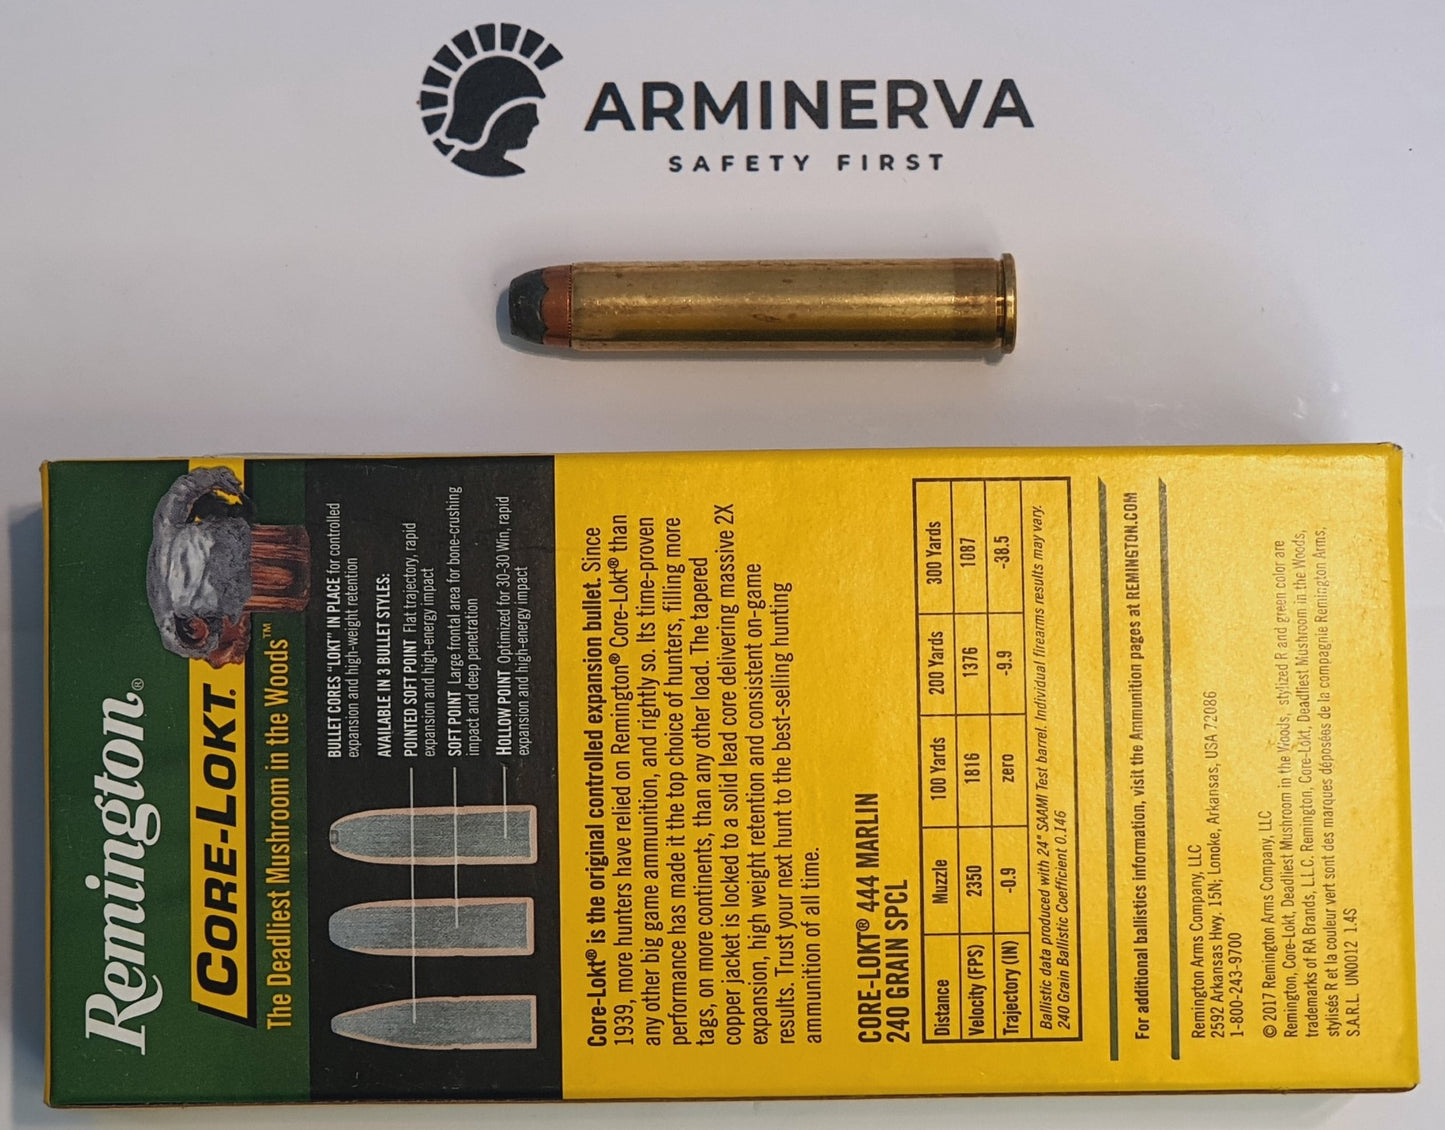 ARMINERVA
SAFETY FIRST
Remington®
CORE-LOKT.
The Deadliest Mushroom in the Woods™
BULLET CORES "LOKT" IN PLACE for controlled
expansion and high-weight retention
AVAILABLE IN 3 BULLET STYLES:
POINTED SOFT POINT Flat trajectory, rapid
expansion and high-energy impact
SOFT POINT Large frontal area for bone-crushing
impact and deep penetration
HOLLOW POINT Optimized for 30-30 Win, rapid
expansion and high-energy impact
Core-Lokt® is the original controlled expansion bullet. Since
1939, more hunters have relied on Remington® Core-Lokt® than
any other big game ammunition, and rightly so. Its time-proven
performance has made it the top choice of hunters, filling more
tags, on more continents, than any other load. The tapered
copper jacket is locked to a solid lead core delivering massive 2X
expansion, high weight retention and consistent on-game
results. Trust your next hunt to the best-selling hunting
ammunition of all time.
CORE-LOKT® 444 MARLIN
240 GRAIN SPCL
Distance Muzzle 100 Yards 200 Yards 300 Yards
Velocity (FPS) 2350 1816 1376 1087
Trajectory (IN) -0.9 zero -9.9 -38.5
Ballistic data produced with 24" SAAMI Test barrel. Individual firearms results may vary.
240 Grain Ballistic Coefficient 0.146
For additional ballistics information, visit the Ammunition pages at REMINGTON.COM
Remington Arms Company, LLC
2592 Arkansas Hwy. 15N; Lonoke, Arkansas, USA 72086
1-800-243-9700
© 2017 Remington Arms Company, LLC
Remington, Core-Lokt, Deadliest Mushroom in the Woods, stylized R and green color are
trademarks of RA Brands, L.L.C. Remington, Core-Lokt, Deadliest Mushroom in the Woods,
stylisés R et la couleur vert sont des marques déposées de la compagnie Remington Arms,
S.A.R.L. UN0012 1.4S